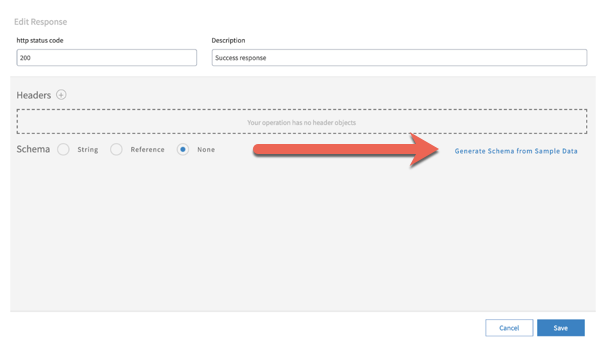 Edit Response
http status code
Description
200
Success response
Headers
Your operation has no header objects
Schema String Reference None
Generate Schema from Sample Data
Cancel Save